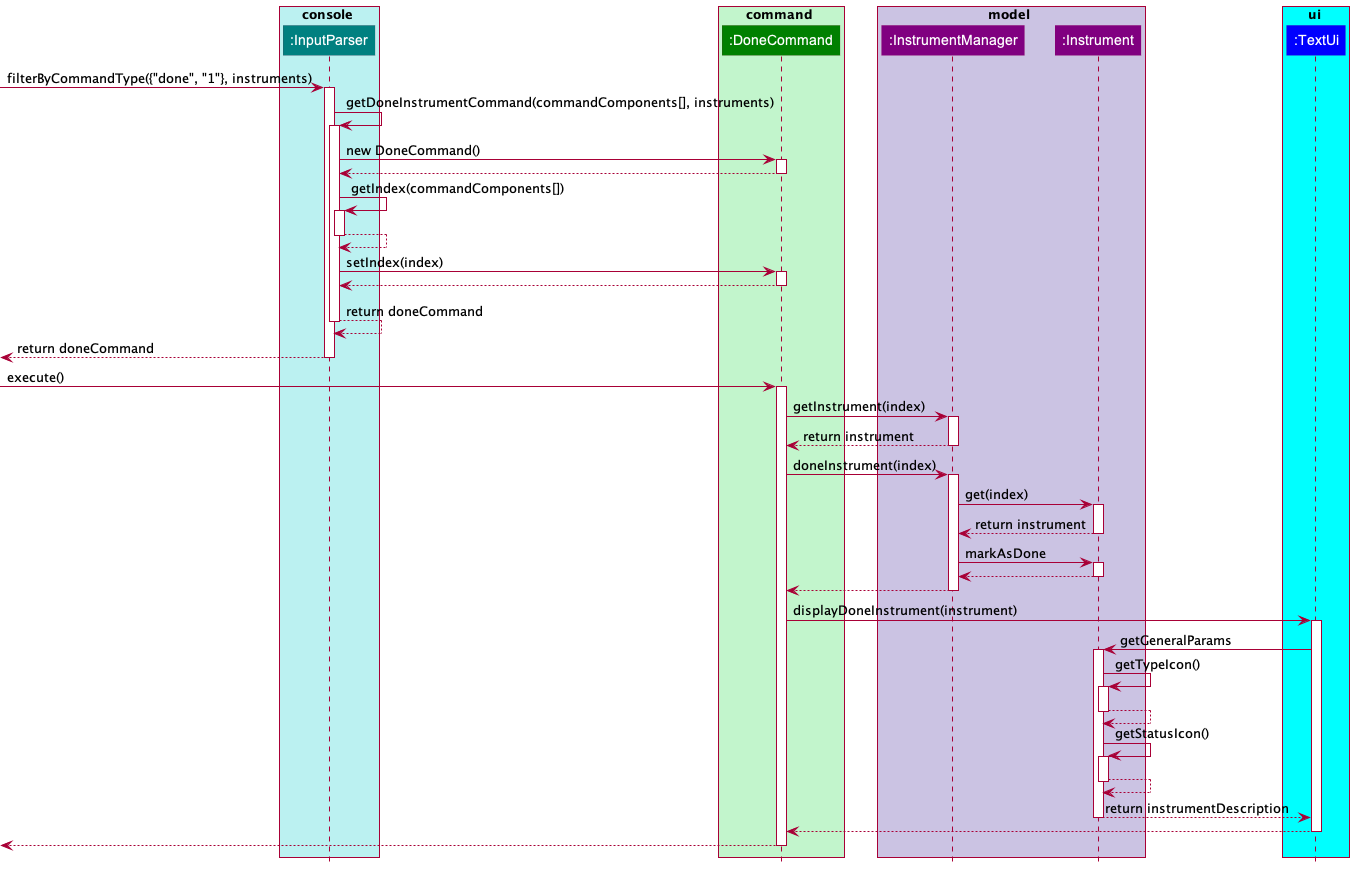 console
command
model
ui
:InputParser
:DoneCommand
:InstrumentManager
:Instrument
:TextUi
filterByCommandType({"done", "1"}, instruments)
getDoneInstrumentCommand(commandComponents[], instruments)
new DoneCommand()
getIndex(commandComponents[])
setIndex(index)
return doneCommand
return doneCommand
execute()
getInstrument(index)
return instrument
doneInstrument(index)
get(index)
return instrument
markAsDone
displayDoneInstrument(instrument)
getGeneralParams
getTypeIcon()
getStatusIcon()
return instrumentDescription